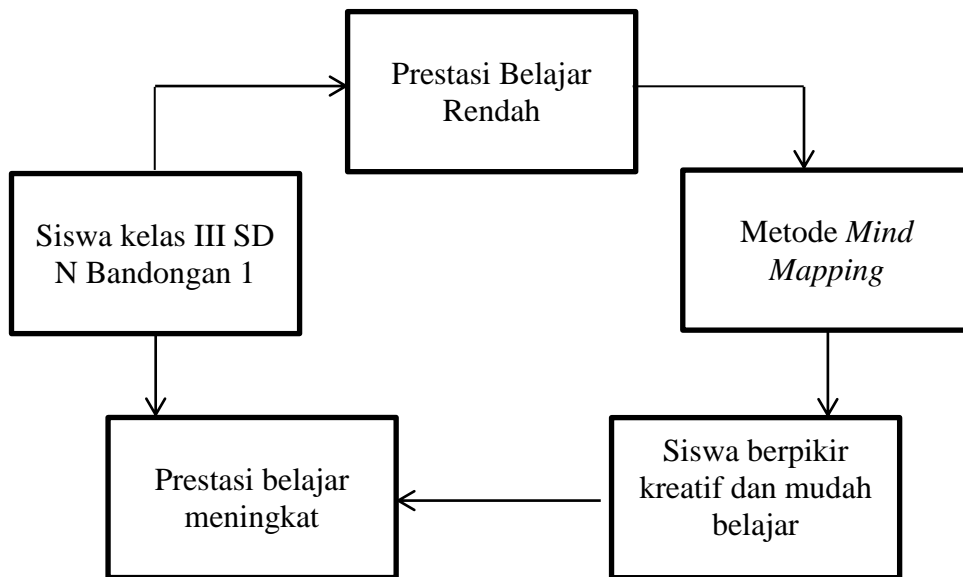 Prestasi Belajar
Rendah
Siswa kelas III SD
N Bandongan 1
Metode Mind
Mapping
Prestasi belajar
meningkat
Siswa berpikir
kreatif dan mudah
belajar